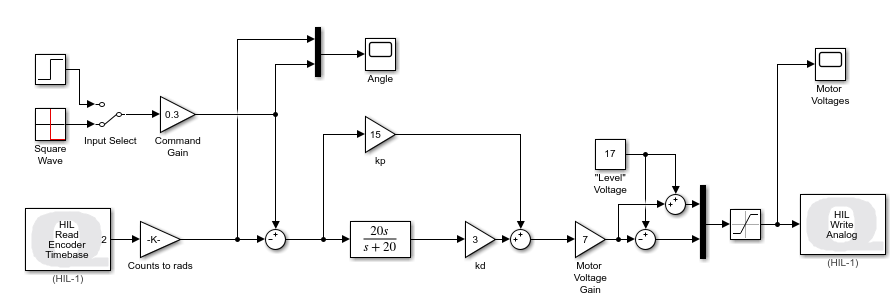 Angle
Motor
Voltages
0.3
Input Select
Command
Gain
Square
Wave
15
kp
17
"Level"
Voltage
HIL
Read
Encoder
Timebase
2
(HIL-1)
-K-
Counts to rads
- +
20s
s + 20
3
kd
+ +
7
Motor
Voltage
Gain
+ +
- +
HIL
Write
Analog
(HIL-1)